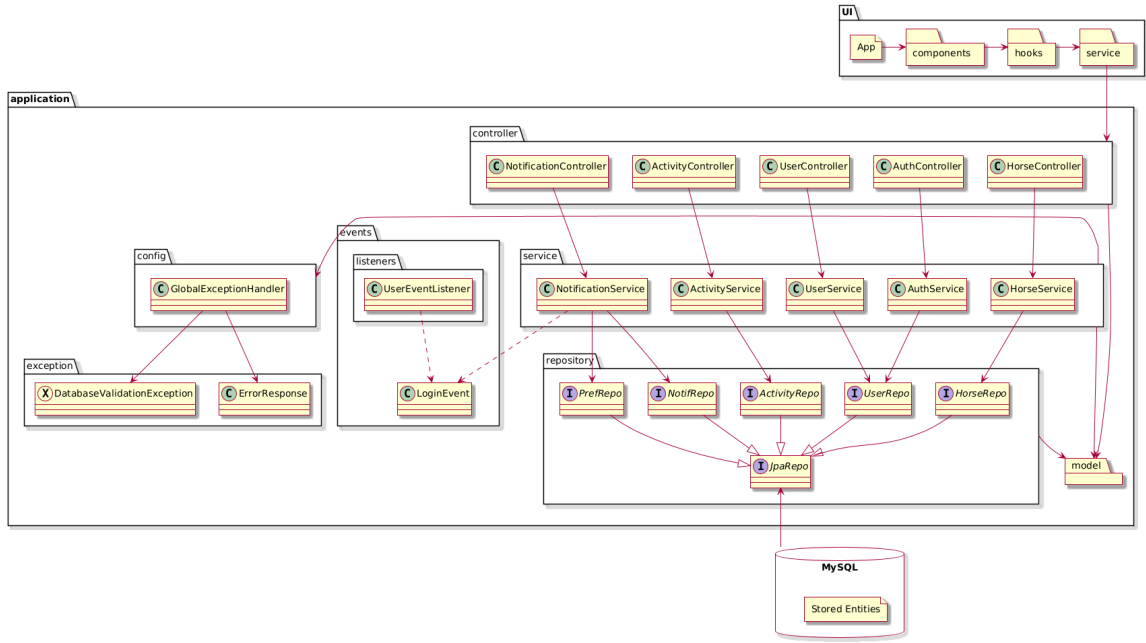 UI
App
components
hooks
service
application
controller
C NotificationController
C ActivityController
C UserController
C AuthController
C HorseController
events
config
listeners
service
C GlobalExceptionHandler
C UserEventListener
C NotificationService
C ActivityService
C UserService
C AuthService
C HorseService
exception
repository
X DatabaseValidationException
C ErrorResponse
C LoginEvent
I PrefRepo
I NotifRepo
I ActivityRepo
I UserRepo
I HorseRepo
I JpaRepo
model
MySQL
Stored Entities